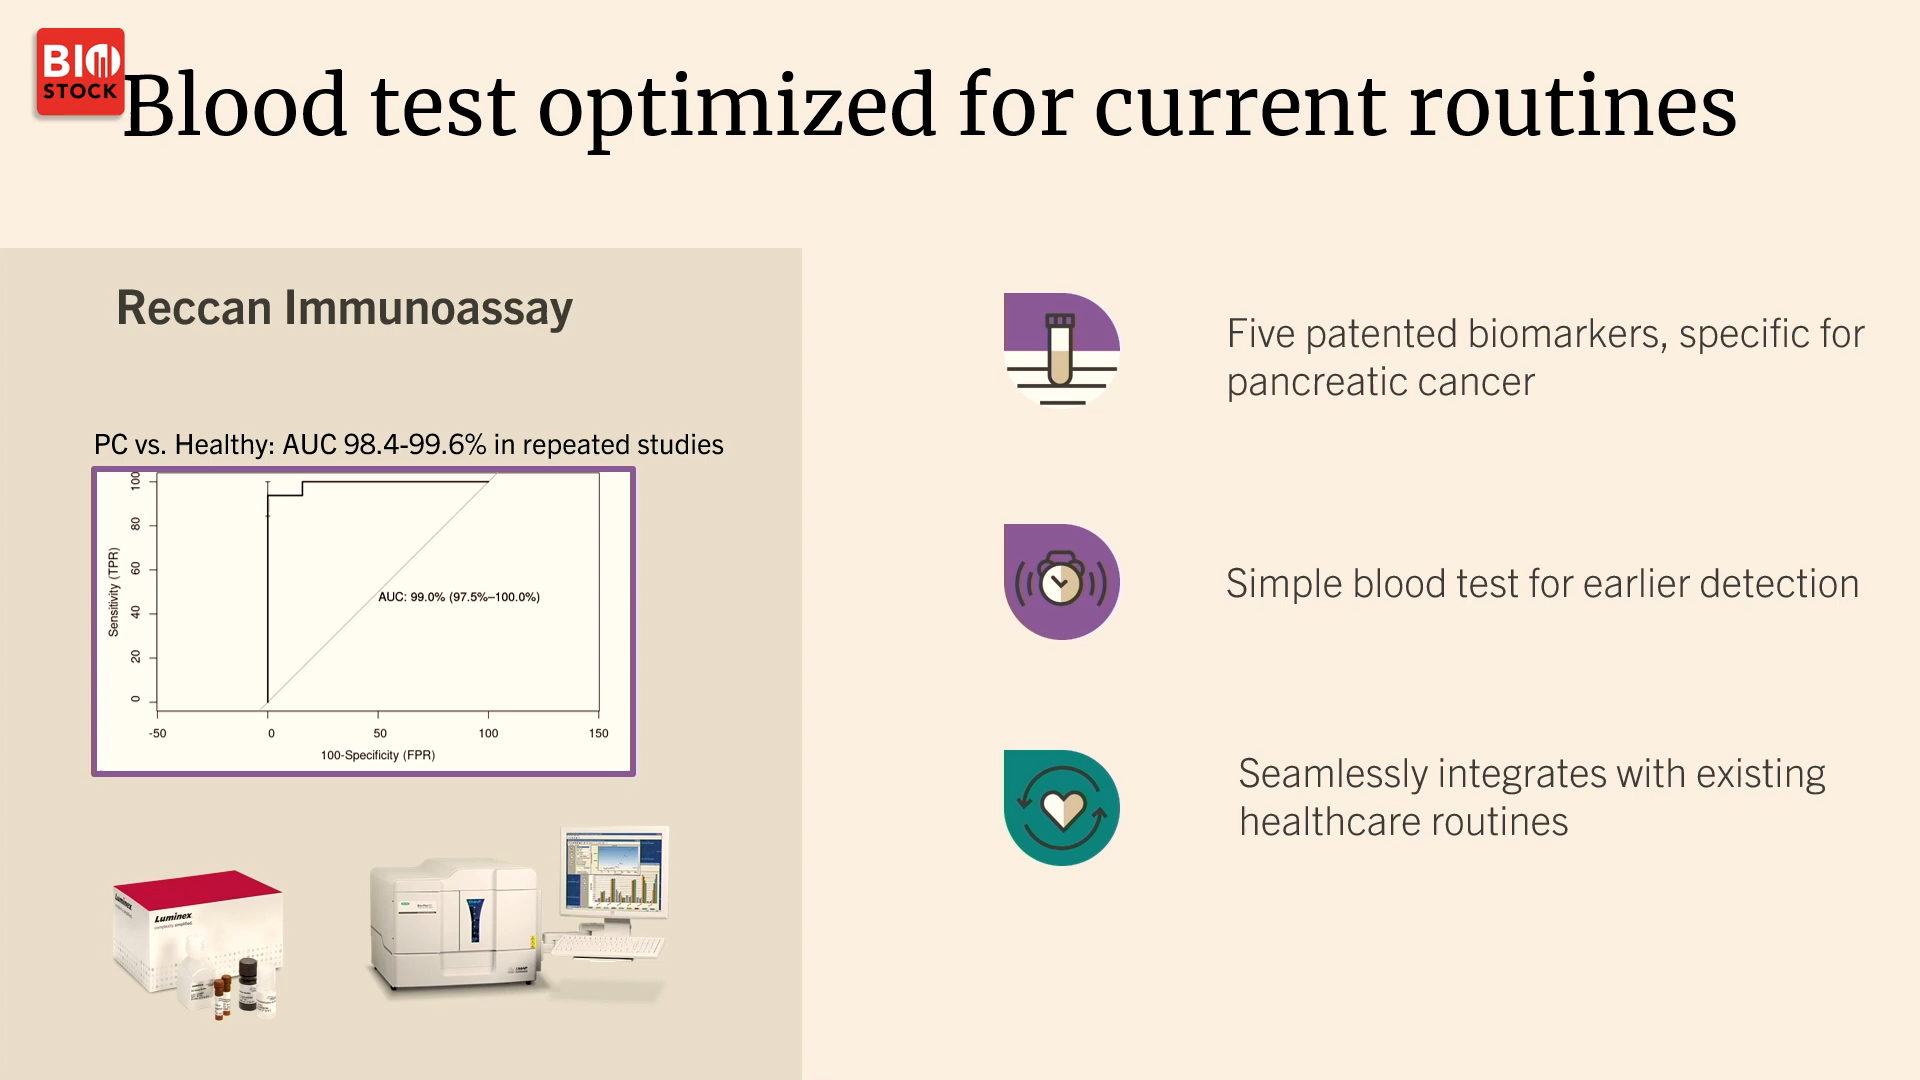 BIO
STOCK
Blood test optimized for current routines
Reccan Immunoassay
PC vs. Healthy: AUC 98.4-99.6% in repeated studies
100
80
60
40
20
0
Sensitivity (TPR)
AUC: 99.0% (97.5%–100.0%)
-50 0 50 100 150
100-Specificity (FPR)
Luminex
complexity simplified.
Luminex
Five patented biomarkers, specific for
pancreatic cancer
Simple blood test for earlier detection
Seamlessly integrates with existing
healthcare routines